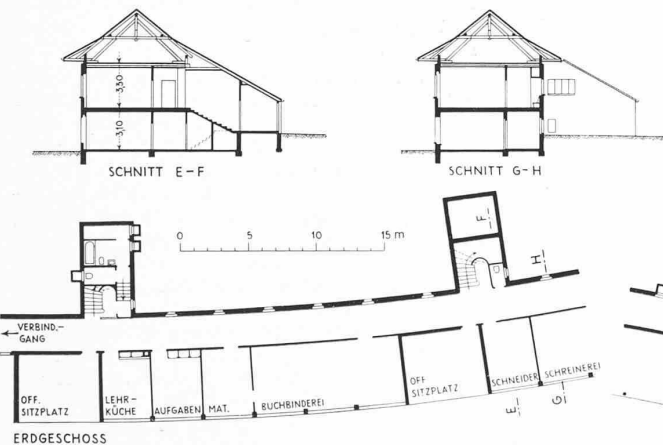 3,30
3,10
SCHNITT E-F
SCHNITT G-H
0 5 10 15 m
F
H
← VERBIND.-
GANG
OFF.
SITZPLATZ
LEHR-
KÜCHE
AUFGABEN
MAT.
BUCHBINDEREI
OFF
SITZPLATZ
SCHNEIDER
SCHREINEREI
E
G
ERDGESCHOSS